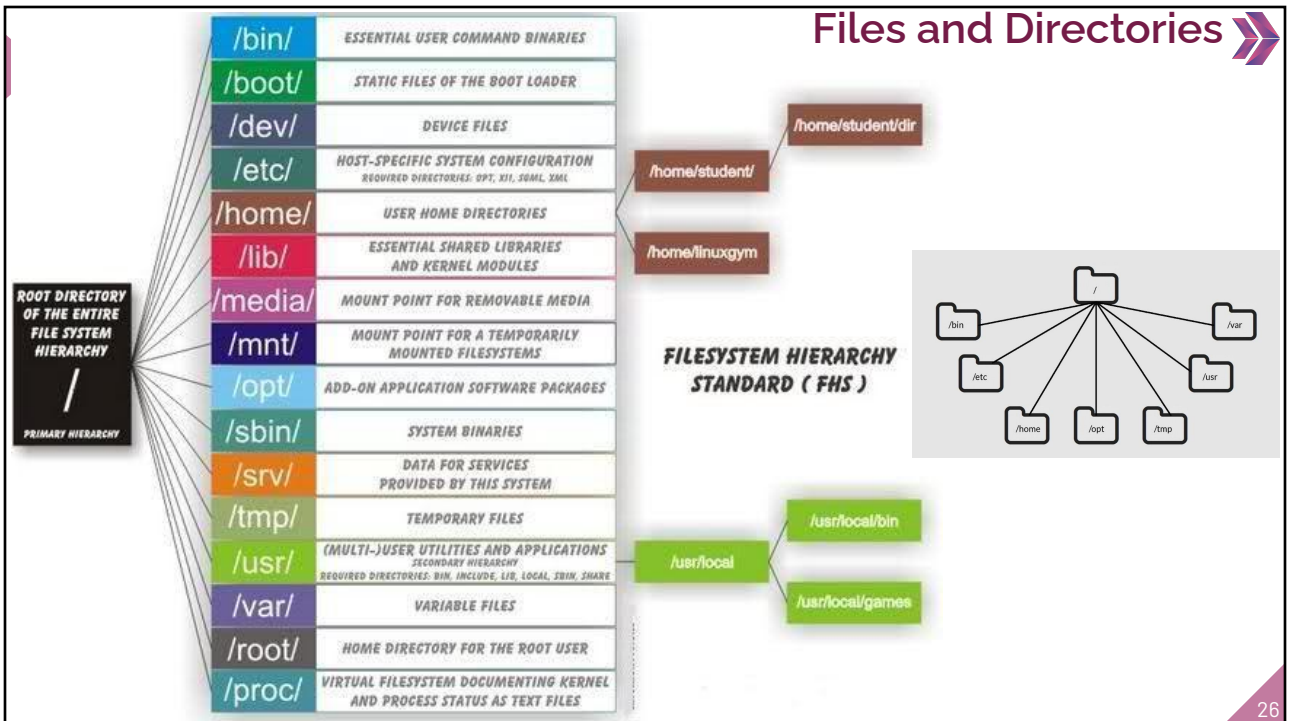 Files and Directories
ROOT DIRECTORY
OF THE ENTIRE
FILE SYSTEM
HIERARCHY
/
PRIMARY HIERARCHY
/bin/
ESSENTIAL USER COMMAND BINARIES
/boot/
STATIC FILES OF THE BOOT LOADER
/dev/
DEVICE FILES
/etc/
HOST-SPECIFIC SYSTEM CONFIGURATION
REQUIRED DIRECTORIES: OPT, XII, SGML, XML
/home/
USER HOME DIRECTORIES
/lib/
ESSENTIAL SHARED LIBRARIES
AND KERNEL MODULES
/media/
MOUNT POINT FOR REMOVABLE MEDIA
/mnt/
MOUNT POINT FOR A TEMPORARILY
MOUNTED FILESYSTEMS
/opt/
ADD-ON APPLICATION SOFTWARE PACKAGES
/sbin/
SYSTEM BINARIES
/srv/
DATA FOR SERVICES
PROVIDED BY THIS SYSTEM
/tmp/
TEMPORARY FILES
/usr/
(MULTI-)USER UTILITIES AND APPLICATIONS
SECONDARY HIERARCHY
REQUIRED DIRECTORIES: BIN, INCLUDE, LIB, LOCAL, SBIN, SHARE
/var/
VARIABLE FILES
/root/
HOME DIRECTORY FOR THE ROOT USER
/proc/
VIRTUAL FILESYSTEM DOCUMENTING KERNEL
AND PROCESS STATUS AS TEXT FILES
/home/student/
/home/student/dir
/home/linuxgym
FILESYSTEM HIERARCHY
STANDARD ( FHS )
/usr/local
/usr/local/bin
/usr/local/games
/
/bin
/var
/etc
/usr
/home
/opt
/tmp
26